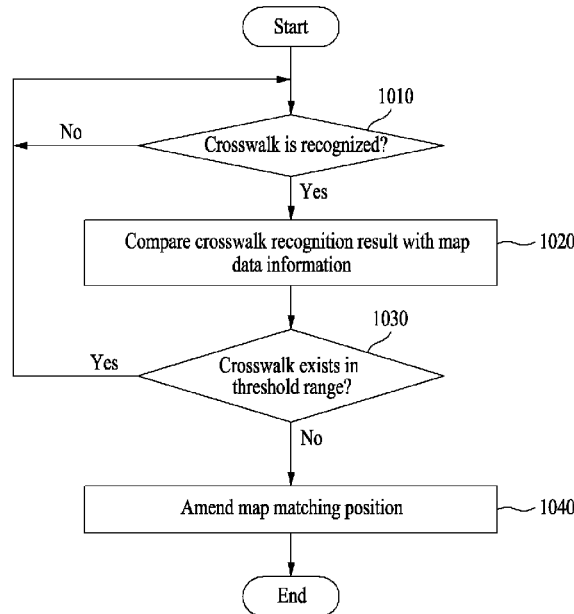 Start
1010
No
Crosswalk is recognized?
Yes
Compare crosswalk recognition result with map
data information
1020
1030
Yes
Crosswalk exists in
threshold range?
No
Amend map matching position
1040
End